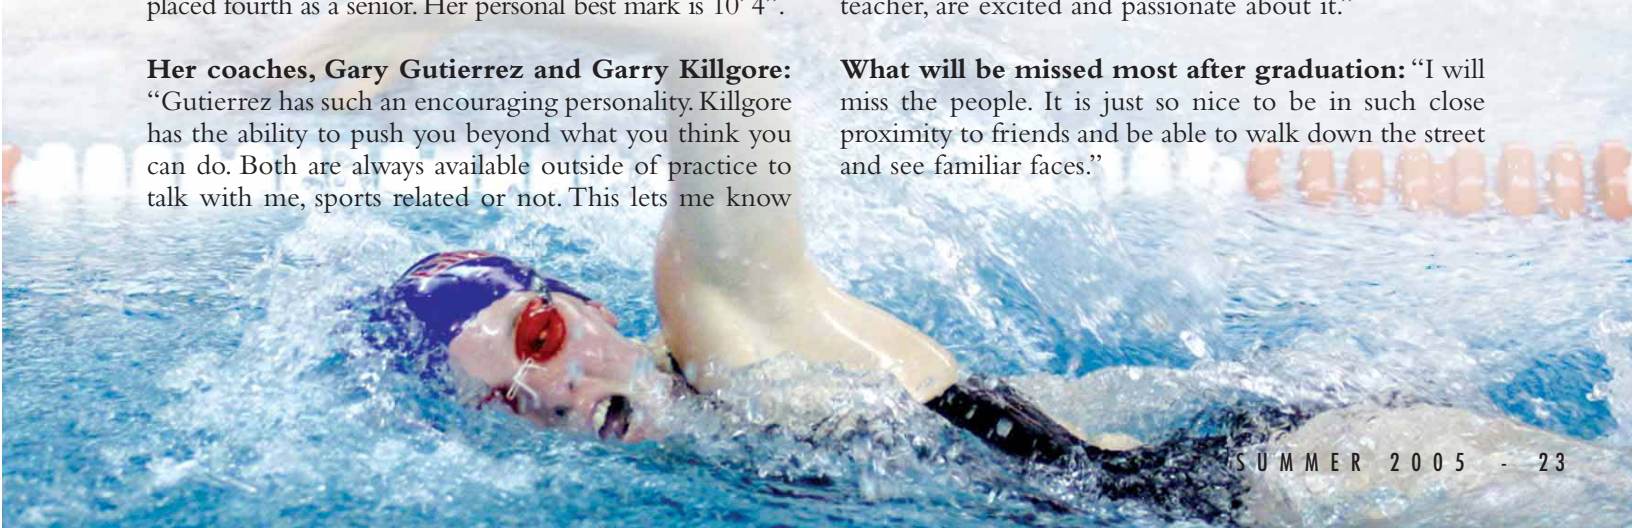 placed fourth as a senior. Her personal best mark is 10' 4".
Her coaches, Gary Gutierrez and Garry Killgore:
“Gutierrez has such an encouraging personality. Killgore
has the ability to push you beyond what you think you
can do. Both are always available outside of practice to
talk with me, sports related or not. This lets me know
teacher, are excited and passionate about it.”
What will be missed most after graduation: “I will
miss the people. It is just so nice to be in such close
proximity to friends and be able to walk down the street
and see familiar faces.”
SUMMER 2005 - 23